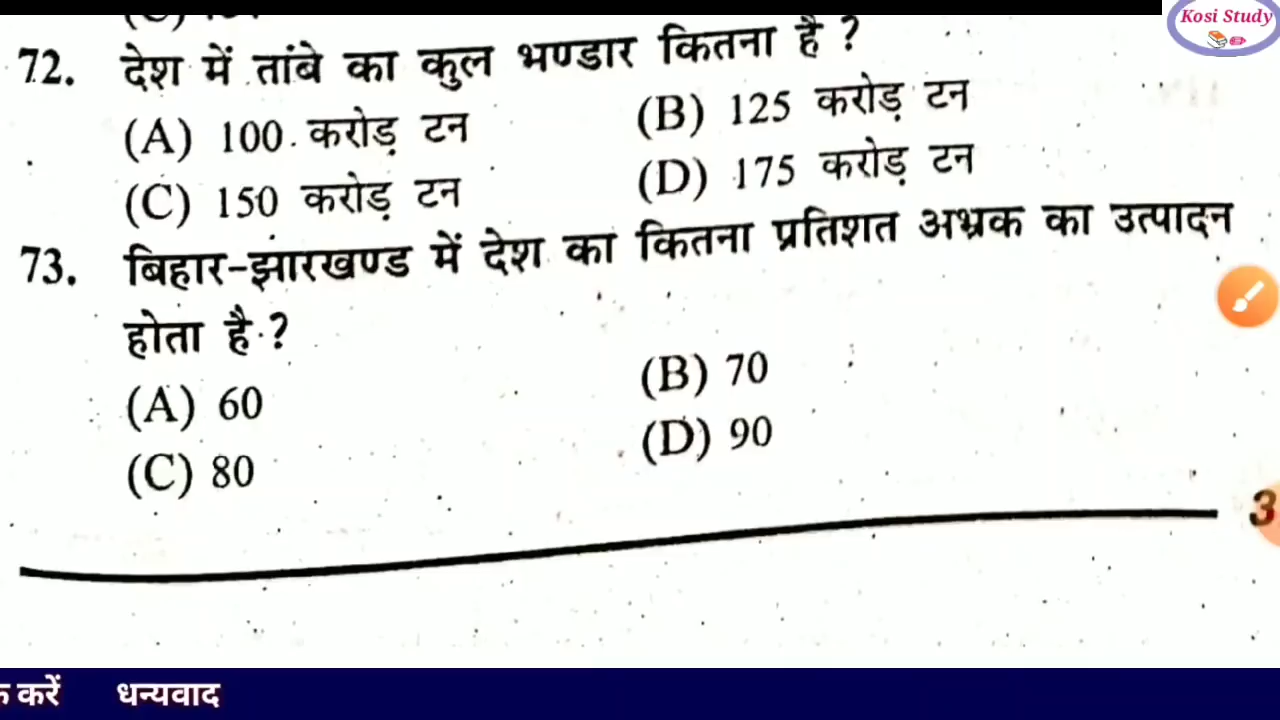 Kosi Study
72. देश में तांबे का कुल भण्डार कितना है ?
(A) 100 करोड़ टन (B) 125 करोड़ टन
(C) 150 करोड़ टन (D) 175 करोड़ टन
73. बिहार-झारखण्ड में देश का कितना प्रतिशत अभ्रक का उत्पादन
होता है ?
(A) 60 (B) 70
(C) 80 (D) 90
3
करें धन्यवाद